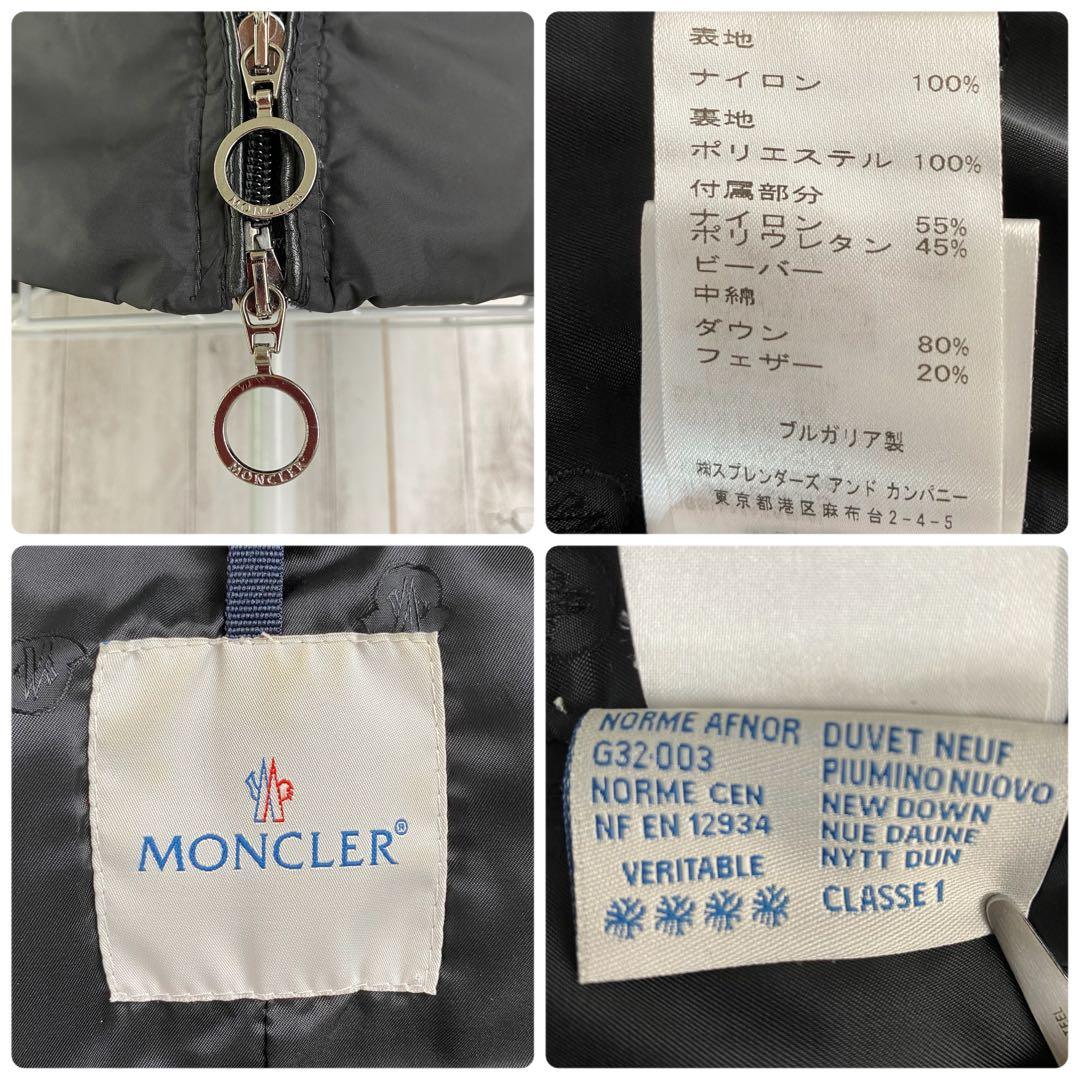 MONCLER
MONCLER
表地
ナイロン 100%
裏地
ポリエステル 100%
付属部分
ナイロン 55%
ポリウレタン 45%
ビーバー
中綿
ダウン 80%
フェザー 20%
ブルガリア製
㈱スプレンダーズ アンド カンパニー
東京都港区麻布台2-4-5
MONCLER®
NORME AFNOR
G32·003
NORME CEN
NF EN 12934
VERITABLE
DUVET NEUF
PIUMINO NUOVO
NEW DOWN
NUE DAUNE
NYTT DUN
CLASSE 1